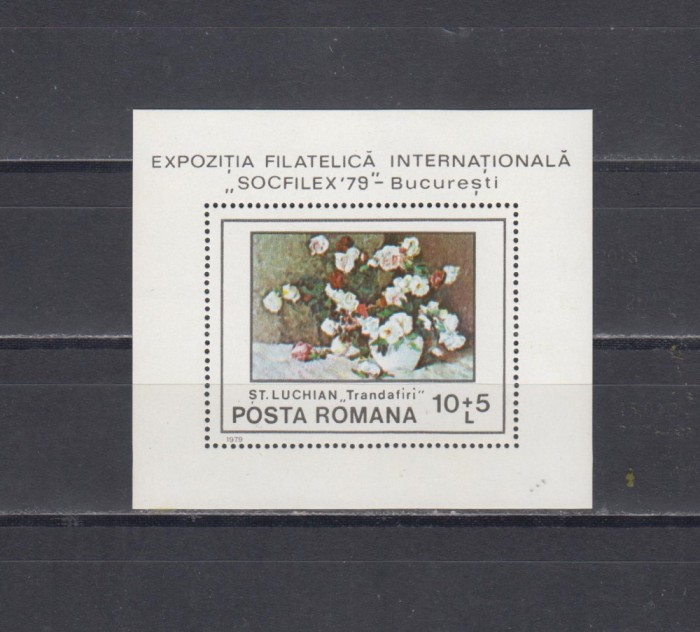 EXPOZIȚIA FILATELICĂ INTERNAȚIONALĂ
„SOCFILEX '79" - București
ȘT. LUCHIAN „Trandafiri"
POSTA ROMANA 10+5
L
1979